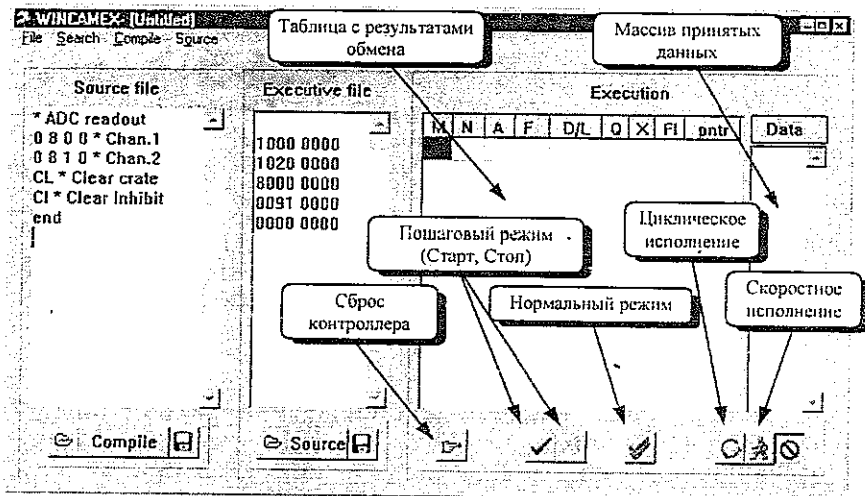 WINCAMEX- [Untitled]
File Search Compile Source
Таблица с результатами
обмена
Массив принятых
данных
Source file
Executive file
Execution
* ADC readout
0 8 0 0 * Chan.1
0 8 1 0 * Chan.2
CL * Clear crate
CI * Clear Inhibit
end
1000 0000
1020 0000
8000 0000
0091 0000
0000 0000
M N A F D/L Q X FI pntr Data
Пошаговый режим
(Старт, Стоп)
Циклическое
исполнение
Сброс
контроллера
Нормальный режим
Скоростное
исполнение
Compile
Source